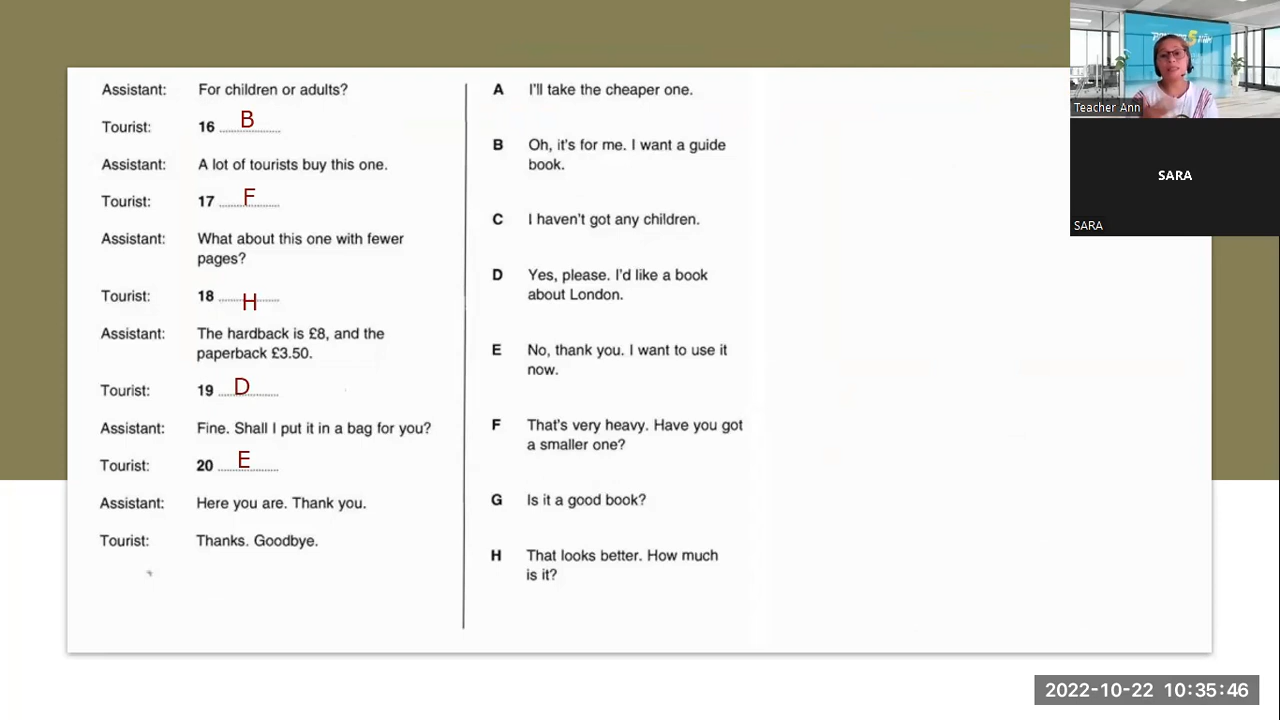 Assistant: For children or adults?
Tourist: 16 B
Assistant: A lot of tourists buy this one.
Tourist: 17 F
Assistant: What about this one with fewer
pages?
Tourist: 18 H
Assistant: The hardback is £8, and the
paperback £3.50.
Tourist: 19 D
Assistant: Fine. Shall I put it in a bag for you?
Tourist: 20 E
Assistant: Here you are. Thank you.
Tourist: Thanks. Goodbye.
A I'll take the cheaper one.
B Oh, it's for me. I want a guide
book.
C I haven't got any children.
D Yes, please. I'd like a book
about London.
E No, thank you. I want to use it
now.
F That's very heavy. Have you got
a smaller one?
G Is it a good book?
H That looks better. How much
is it?
Teacher Ann
SARA
SARA
2022-10-22 10:35:46